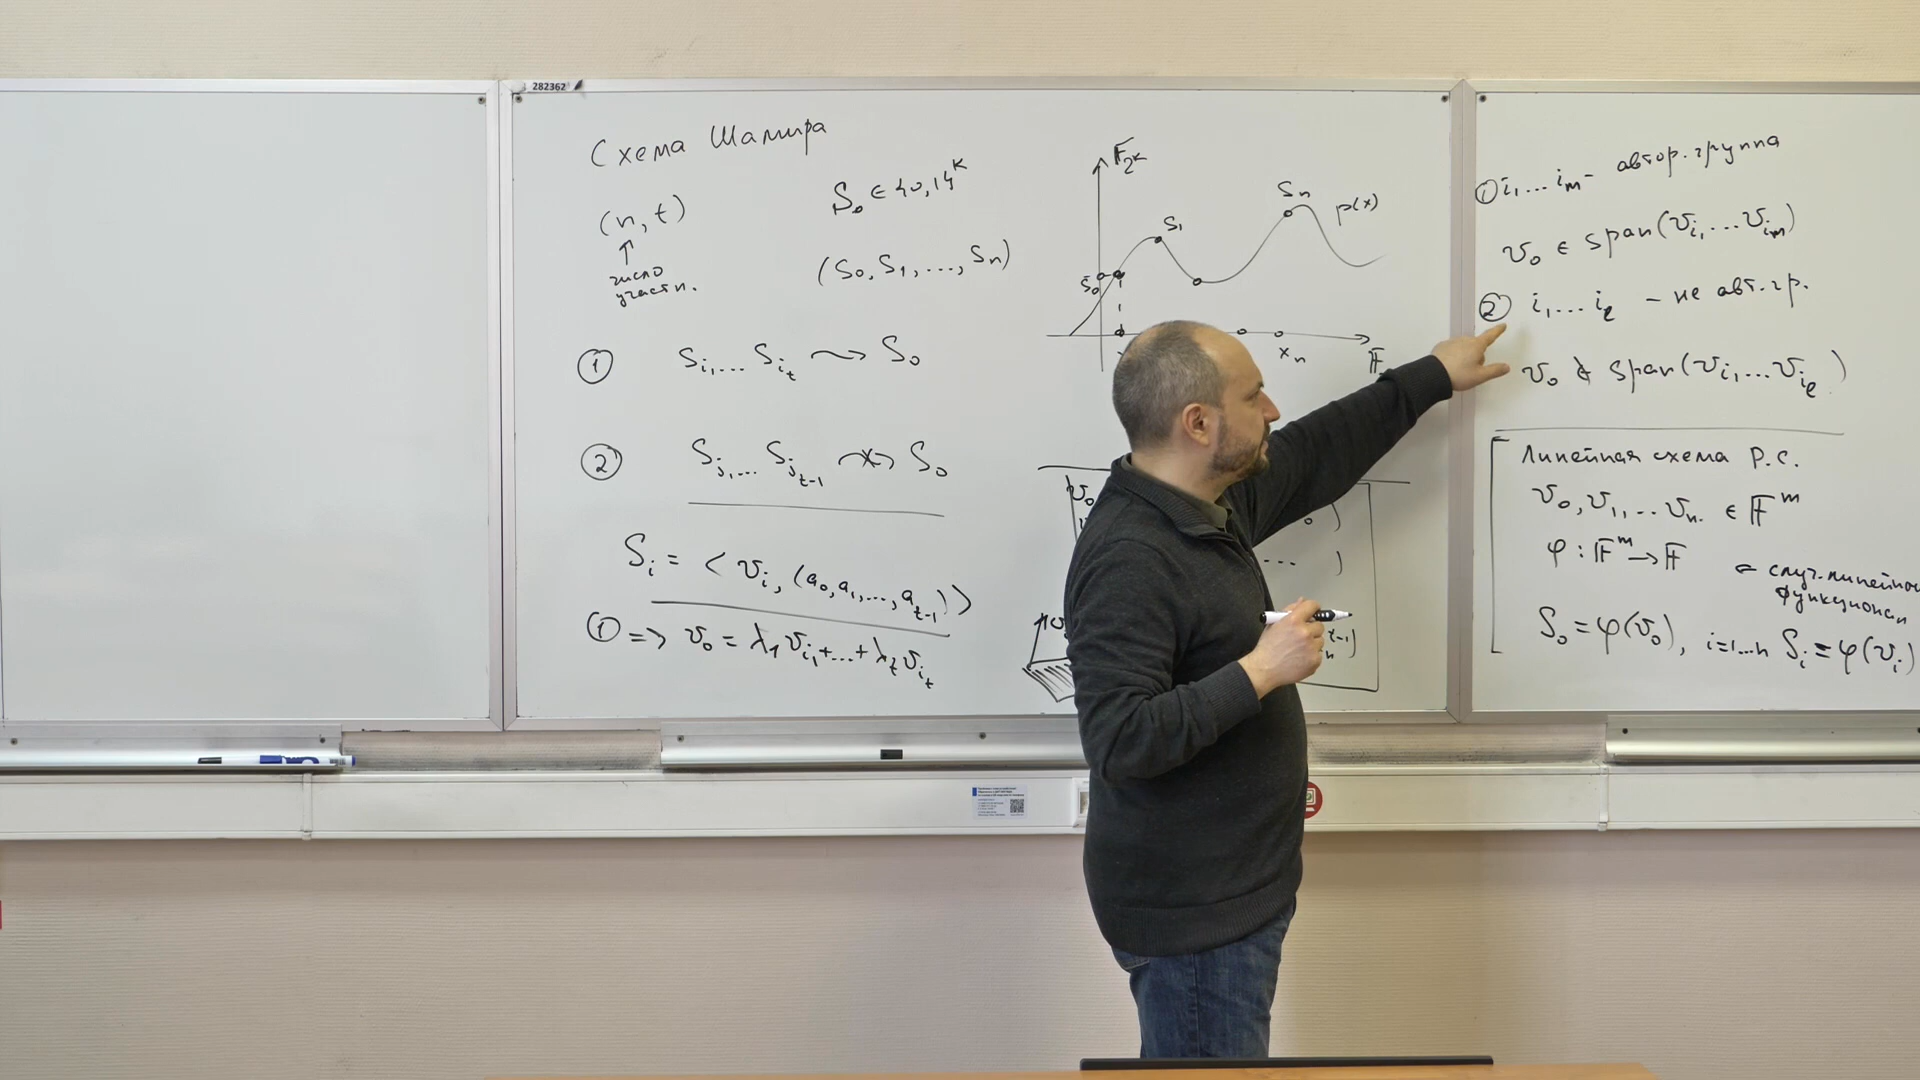 282362
Схема Шамира
(n, t)
↑
число
участн.
S₀ ∈ {0,1}ᵏ
(S₀, S₁, ..., Sₙ)
① Sᵢ₁ ... Sᵢₜ ⇝ S₀
② Sⱼ₁ ... Sⱼₜ₋₁ ⇝̸ S₀
Sᵢ = < vᵢ, (a₀, a₁, ..., aₜ₋₁) >
① => v₀ = λ₁vᵢ₁ + ... + λₜvᵢₜ
𝔽₂ᵏ
S₁
Sₙ
p(x)
S₀
xₙ
𝔽
v₀
① i₁ ... iₘ - автор. группа
v₀ ∈ span(vᵢ₁ ... vᵢₘ)
② i₁ ... iₗ - не авт. гр.
v₀ ∉ span(vᵢ₁ ... vᵢₗ)
Линейная схема р.с.
v₀, v₁, ... vₙ ∈ 𝔽ᵐ
φ : 𝔽ᵐ → 𝔽
случ. линейно
функционал
S₀ = φ(v₀), i=1...n Sᵢ = φ(vᵢ)